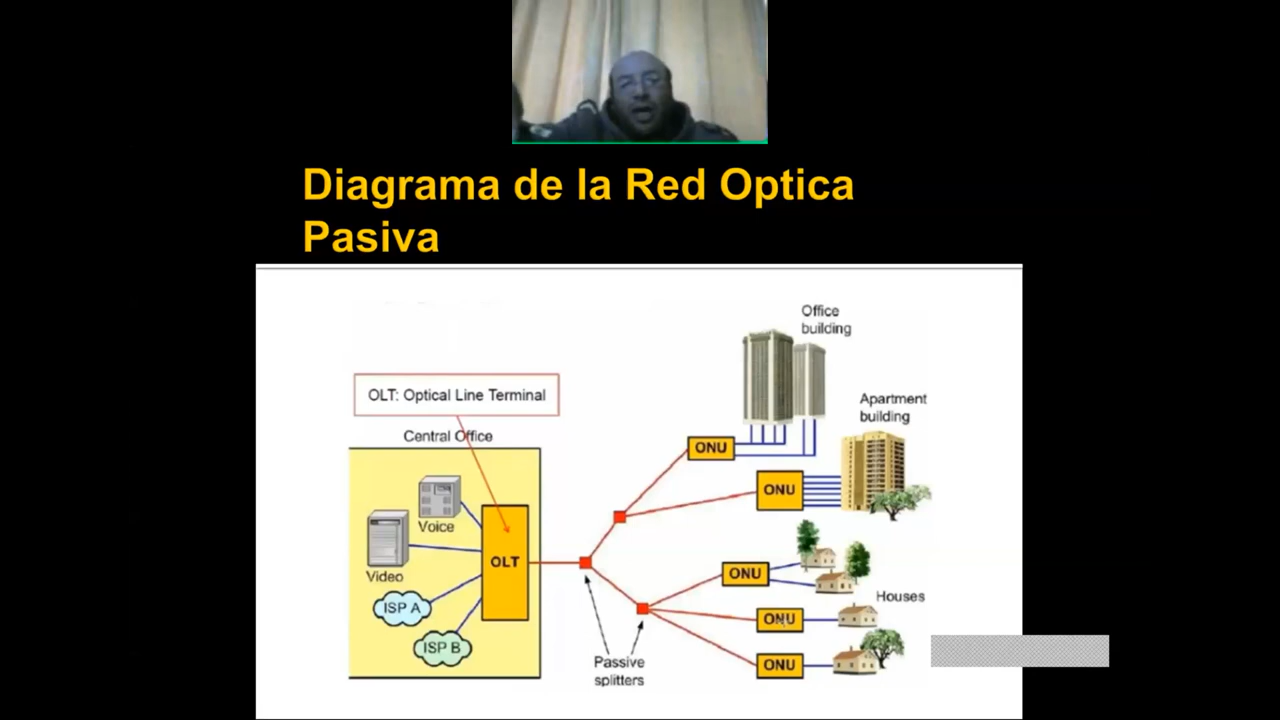 Diagrama de la Red Optica
Pasiva
Office
building
OLT: Optical Line Terminal
Apartment
building
Central Office
ONU
ONU
Voice
OLT
Video
ONU
Houses
ISP A
ONU
ISP B
ONU
Passive
splitters